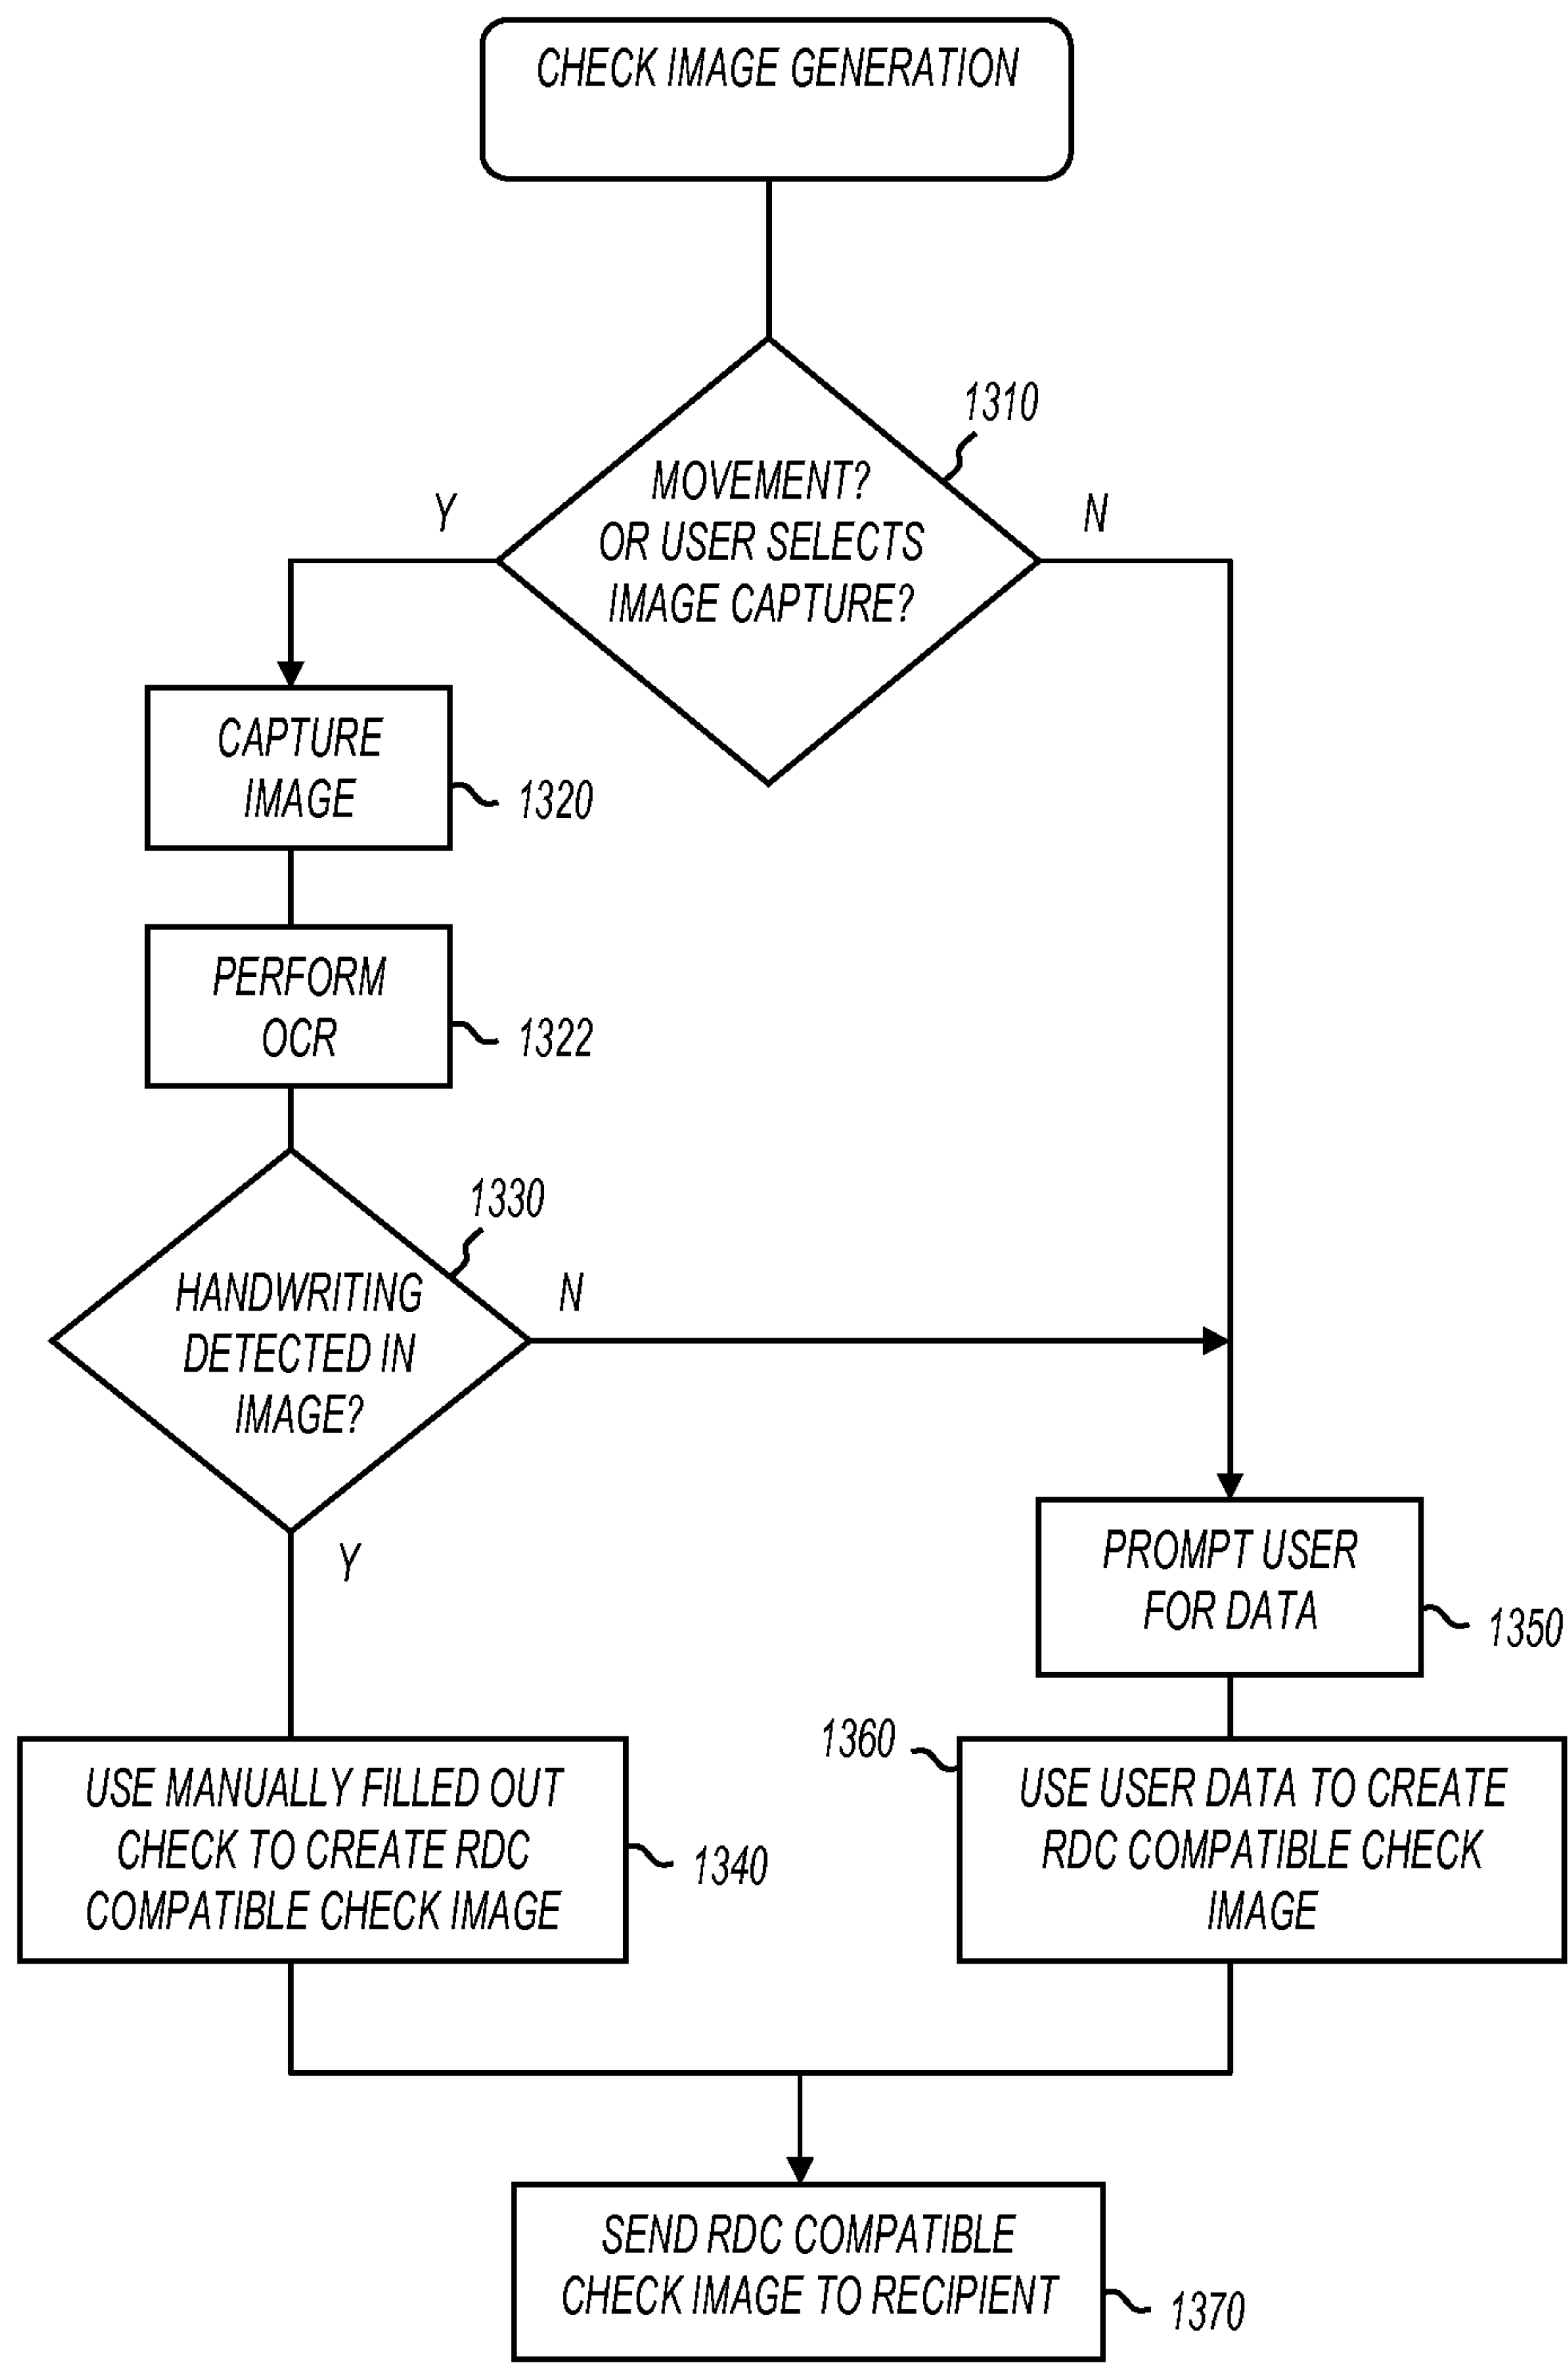 CHECK IMAGE GENERATION
1310
MOVEMENT?
OR USER SELECTS
IMAGE CAPTURE?
Y
N
CAPTURE
IMAGE
1320
PERFORM
OCR
1322
1330
HANDWRITING
DETECTED IN
IMAGE?
N
Y
PROMPT USER
FOR DATA
1350
USE MANUALLY FILLED OUT
CHECK TO CREATE RDC
COMPATIBLE CHECK IMAGE
1340
1360
USE USER DATA TO CREATE
RDC COMPATIBLE CHECK
IMAGE
SEND RDC COMPATIBLE
CHECK IMAGE TO RECIPIENT
1370